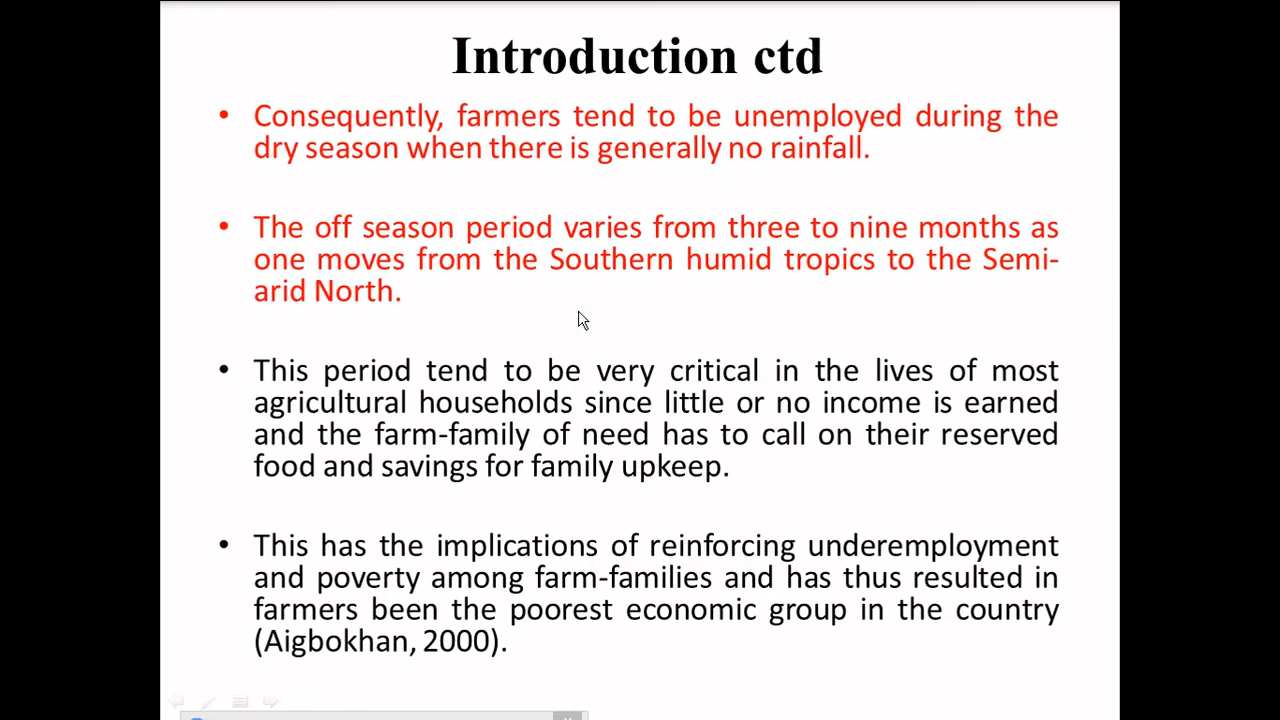 Introduction ctd
• Consequently, farmers tend to be unemployed during the
dry season when there is generally no rainfall.
• The off season period varies from three to nine months as
one moves from the Southern humid tropics to the Semi-
arid North.
• This period tend to be very critical in the lives of most
agricultural households since little or no income is earned
and the farm-family of need has to call on their reserved
food and savings for family upkeep.
• This has the implications of reinforcing underemployment
and poverty among farm-families and has thus resulted in
farmers been the poorest economic group in the country
(Aigbokhan, 2000).